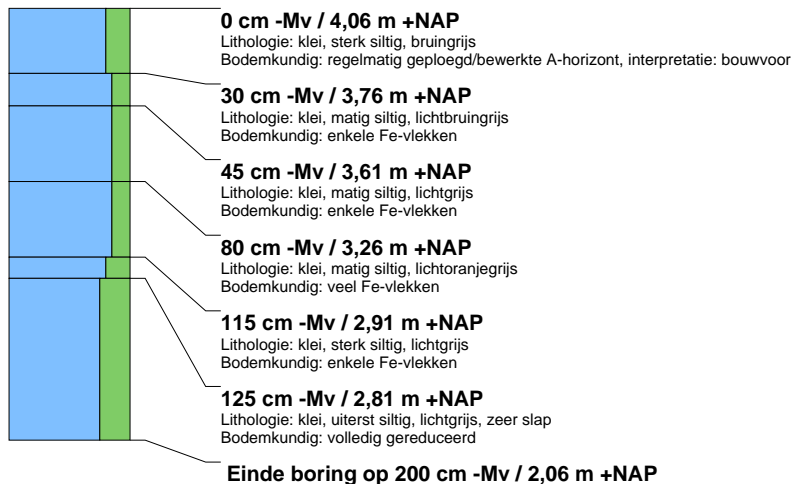 0 cm -Mv / 4,06 m +NAP
Lithologie: klei, sterk siltig, bruingrijs
Bodemkundig: regelmatig geploegd/bewerkte A-horizont, interpretatie: bouwvoor
30 cm -Mv / 3,76 m +NAP
Lithologie: klei, matig siltig, lichtbruingrijs
Bodemkundig: enkele Fe-vlekken
45 cm -Mv / 3,61 m +NAP
Lithologie: klei, matig siltig, lichtgrijs
Bodemkundig: enkele Fe-vlekken
80 cm -Mv / 3,26 m +NAP
Lithologie: klei, matig siltig, lichtoranjegrijs
Bodemkundig: veel Fe-vlekken
115 cm -Mv / 2,91 m +NAP
Lithologie: klei, sterk siltig, lichtgrijs
Bodemkundig: enkele Fe-vlekken
125 cm -Mv / 2,81 m +NAP
Lithologie: klei, uiterst siltig, lichtgrijs, zeer slap
Bodemkundig: volledig gereduceerd
Einde boring op 200 cm -Mv / 2,06 m +NAP